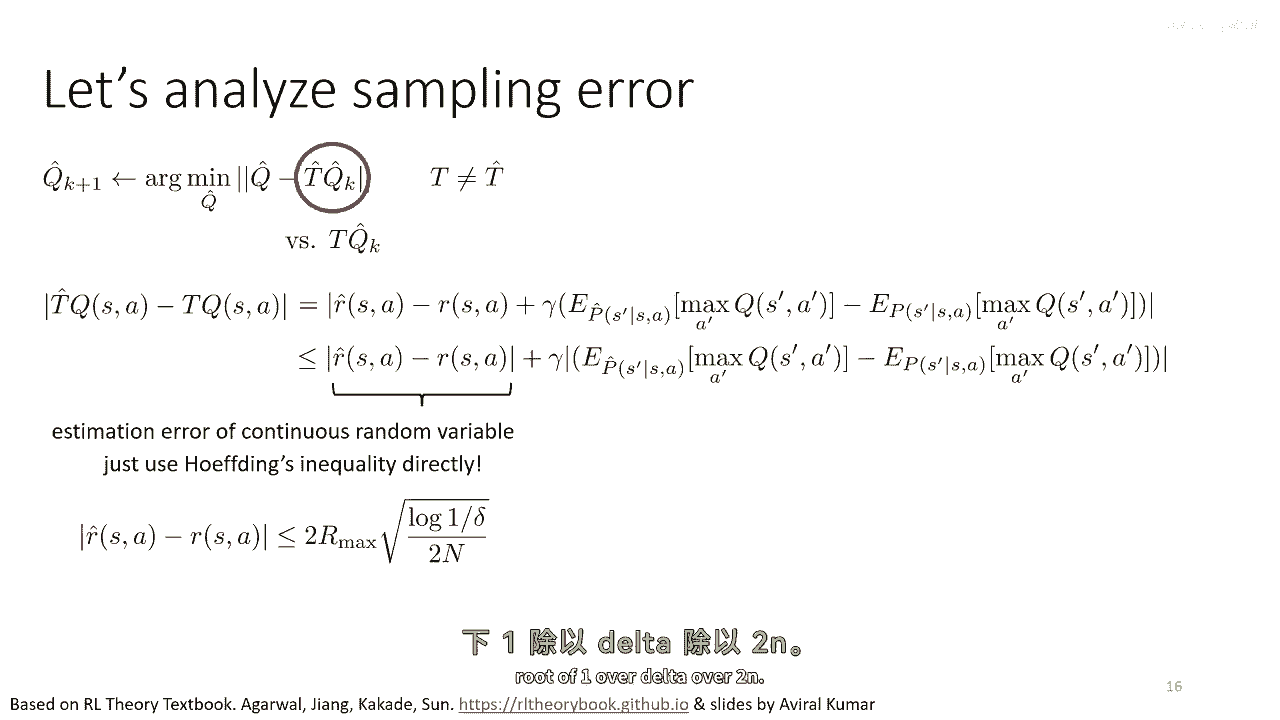 Let's analyze sampling error
$\hat{Q}_{k+1} \leftarrow \arg\min_{\hat{Q}} ||\hat{Q} - \hat{T}\hat{Q}_k|$ $T \neq \hat{T}$
vs. $T\hat{Q}_k$
$|\hat{T}Q(s,a) - TQ(s,a)| = |\hat{r}(s,a) - r(s,a) + \gamma(E_{\hat{P}(s'|s,a)}[\max_{a'} Q(s',a')] - E_{P(s'|s,a)}[\max_{a'} Q(s',a')])|$
$\leq |\hat{r}(s,a) - r(s,a)| + \gamma|(E_{\hat{P}(s'|s,a)}[\max_{a'} Q(s',a')] - E_{P(s'|s,a)}[\max_{a'} Q(s',a')])|$
estimation error of continuous random variable
just use Hoeffding's inequality directly!
$|\hat{r}(s,a) - r(s,a)| \leq 2R_{\max}\sqrt{\frac{\log 1/\delta}{2N}}$
下 1 除以 delta 除以 2n。
root of 1 over delta over 2n.
16
Based on RL Theory Textbook. Agarwal, Jiang, Kakade, Sun. https://rltheorybook.github.io & slides by Aviral Kumar